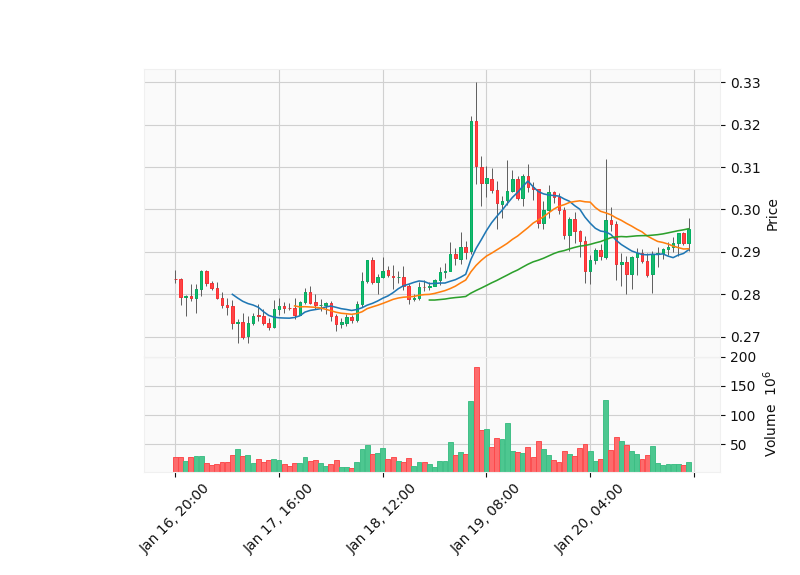 0.33
0.32
0.31
0.30
0.29
0.28
0.27
Price
200
150
100
50
Volume 10⁶
Jan 16, 20:00
Jan 17, 16:00
Jan 18, 12:00
Jan 19, 08:00
Jan 20, 04:00